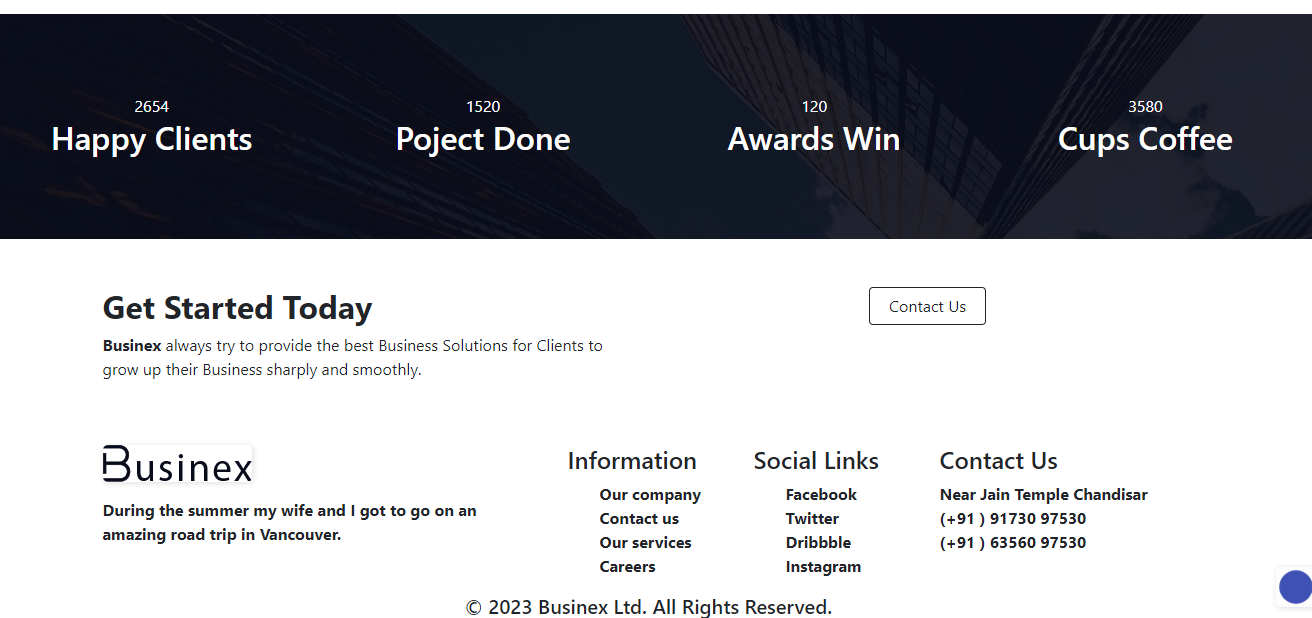 2654
Happy Clients
1520
Poject Done
120
Awards Win
3580
Cups Coffee
Get Started Today
Contact Us
Businex always try to provide the best Business Solutions for Clients to
grow up their Business sharply and smoothly.
Businex
During the summer my wife and I got to go on an
amazing road trip in Vancouver.
Information
Our company
Contact us
Our services
Careers
Social Links
Facebook
Twitter
Dribbble
Instagram
Contact Us
Near Jain Temple Chandisar
(+91 ) 91730 97530
(+91 ) 63560 97530
© 2023 Businex Ltd. All Rights Reserved.